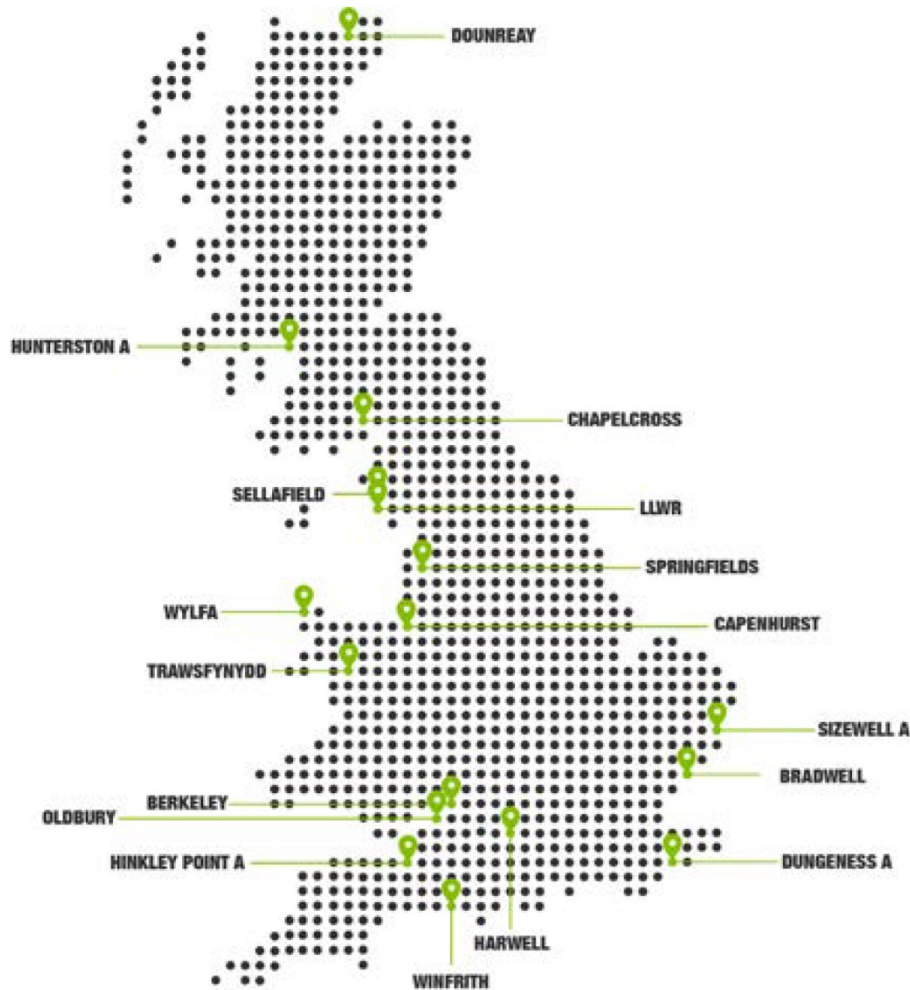 DOUNREAY
HUNTERSTON A
CHAPELCROSS
SELLAFIELD
LLWR
SPRINGFIELDS
WYLFA
CAPENHURST
TRAWSFYNYDD
SIZEWELL A
BRADWELL
BERKELEY
OLDBURY
HINKLEY POINT A
DUNGENESS A
HARWELL
WINFRITH